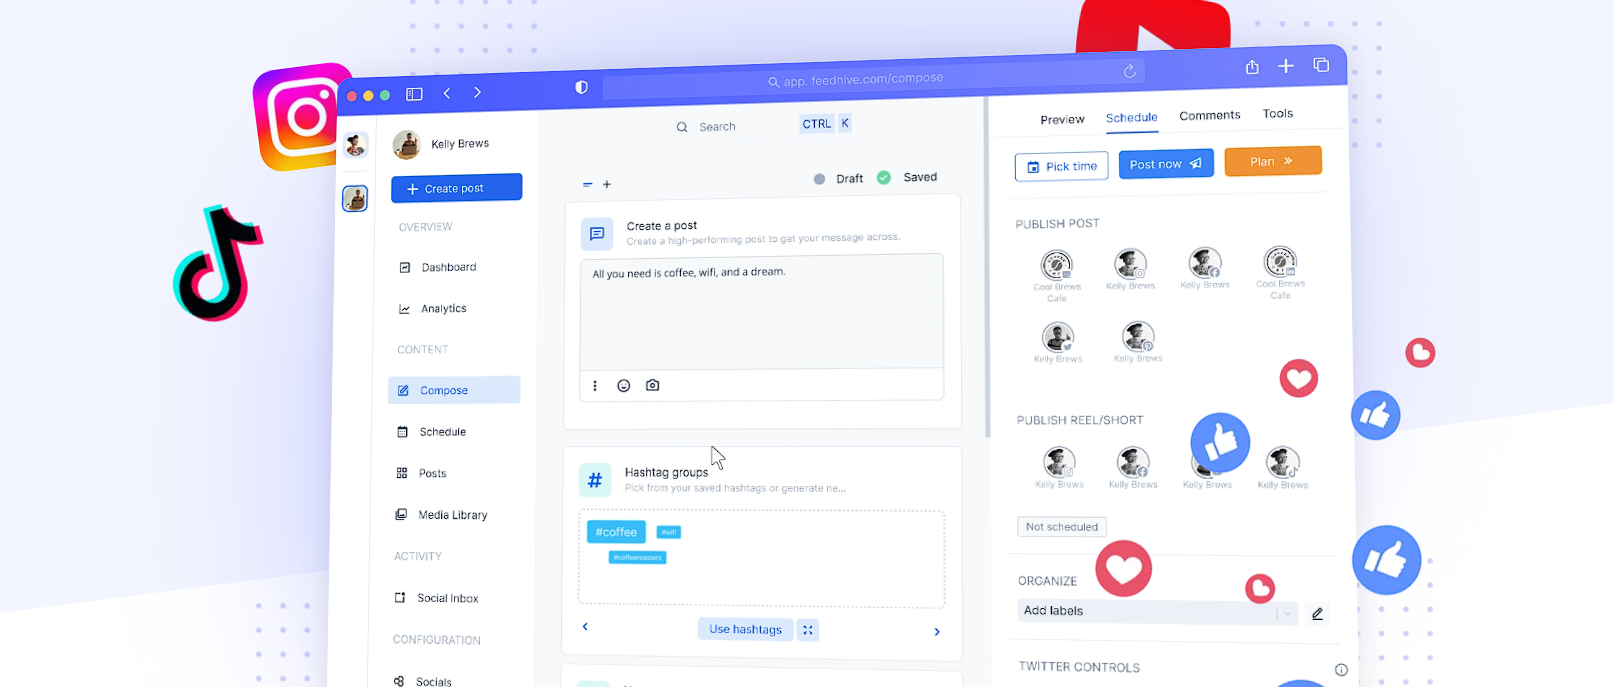 app. feedhive.com/compose
Kelly Brews
Create post
OVERVIEW
Dashboard
Analytics
CONTENT
Compose
Schedule
Posts
Media Library
ACTIVITY
Social Inbox
CONFIGURATION
Socials
Search
CTRL K
Draft
Saved
Create a post
Create a high-performing post to get your message across.
All you need is coffee, wifi, and a dream.
Hashtag groups
Pick from your saved hashtags or generate ne...
#coffee
#wifi
#coffeeroasters
Use hashtags
Preview
Schedule
Comments
Tools
Pick time
Post now
Plan
PUBLISH POST
Cool Brews
Cafe
Kelly Brews
Kelly Brews
Cool Brews
Cafe
Kelly Brews
Kelly Brews
PUBLISH REEL/SHORT
Kelly Brews
Kelly Brews
Kelly Brews
Kelly Brews
Not scheduled
ORGANIZE
Add labels
TWITTER CONTROLS